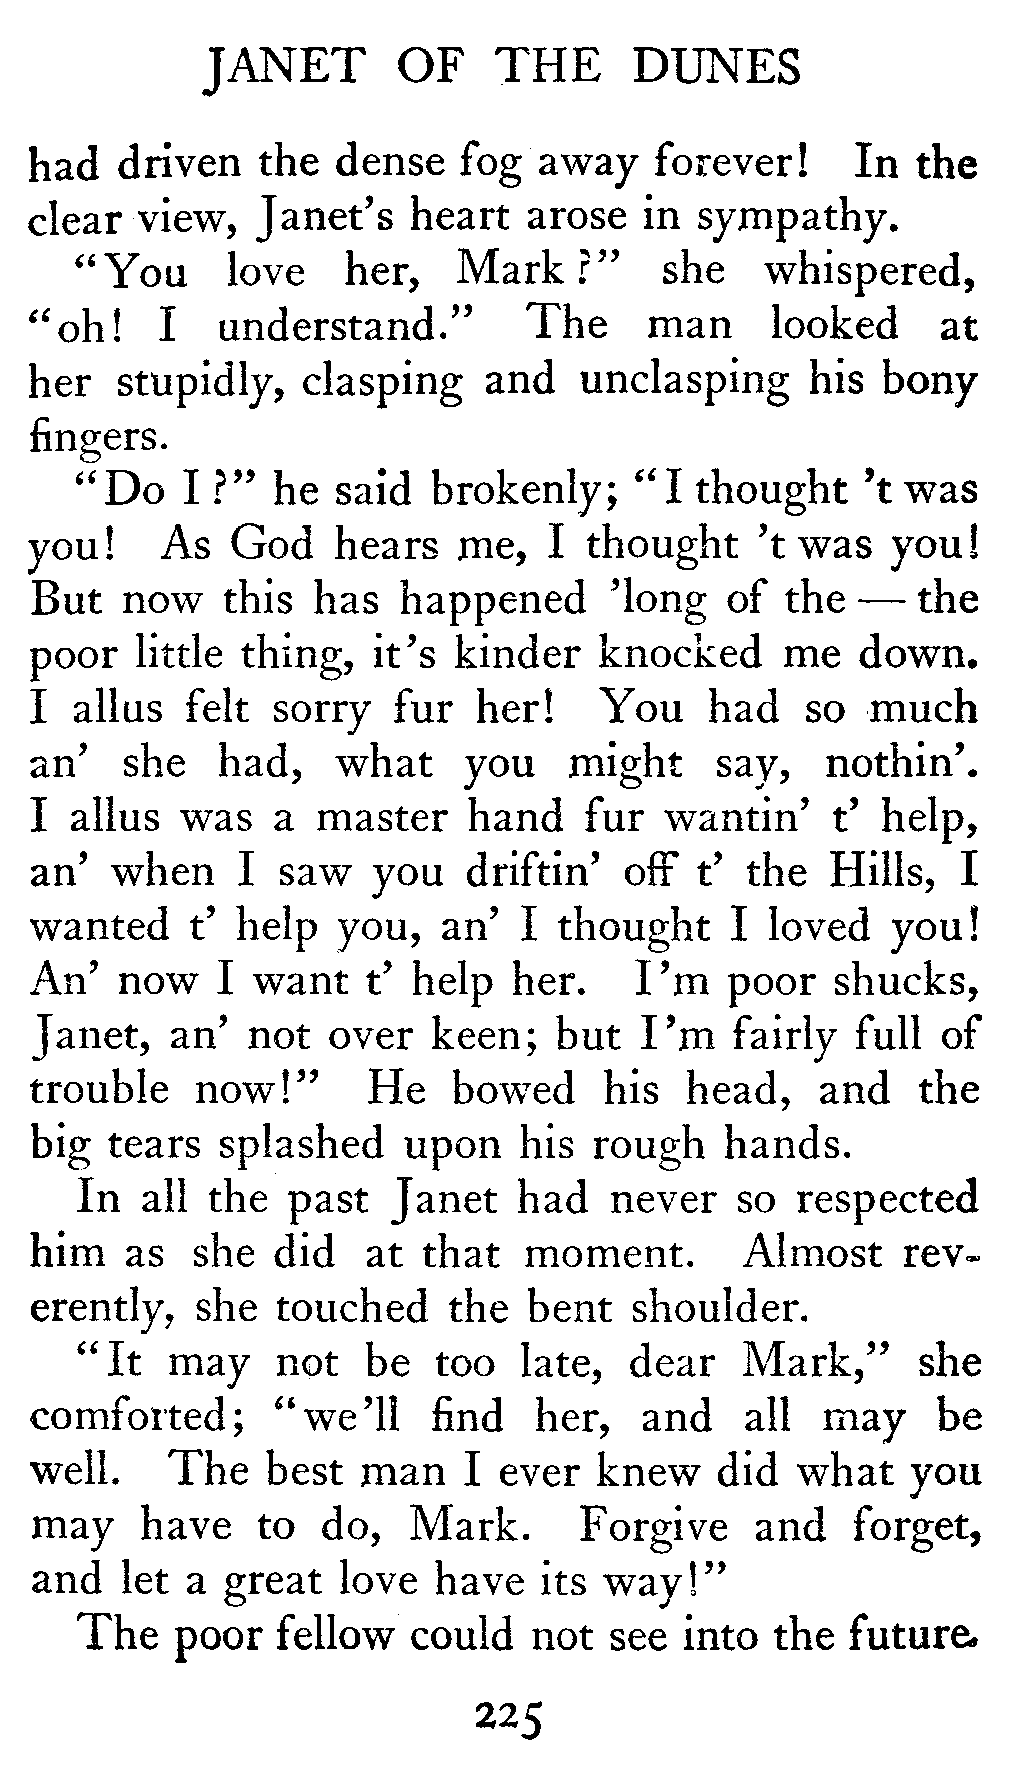 JANET OF THE DUNES
had driven the dense fog away forever! In the
clear view, Janet's heart arose in sympathy.
"You love her, Mark?" she whispered,
"oh! I understand." The man looked at
her stupidly, clasping and unclasping his bony
fingers.
"Do I?" he said brokenly; "I thought 't was
you! As God hears me, I thought 't was you!
But now this has happened 'long of the — the
poor little thing, it's kinder knocked me down.
I allus felt sorry fur her! You had so much
an' she had, what you might say, nothin'.
I allus was a master hand fur wantin' t' help,
an' when I saw you driftin' off t' the Hills, I
wanted t' help you, an' I thought I loved you!
An' now I want t' help her. I'm poor shucks,
Janet, an' not over keen; but I'm fairly full of
trouble now!" He bowed his head, and the
big tears splashed upon his rough hands.
In all the past Janet had never so respected
him as she did at that moment. Almost rev-
erently, she touched the bent shoulder.
"It may not be too late, dear Mark," she
comforted; "we'll find her, and all may be
well. The best man I ever knew did what you
may have to do, Mark. Forgive and forget,
and let a great love have its way!"
The poor fellow could not see into the future.
225